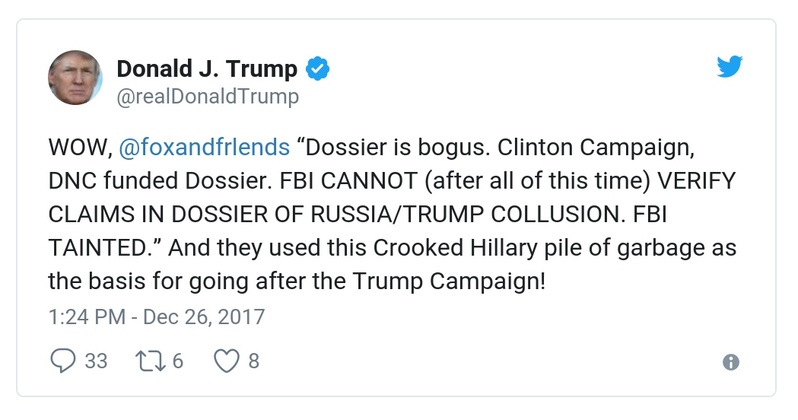 Donald J. Trump
@realDonaldTrump
WOW, @foxandfrlends “Dossier is bogus. Clinton Campaign,
DNC funded Dossier. FBI CANNOT (after all of this time) VERIFY
CLAIMS IN DOSSIER OF RUSSIA/TRUMP COLLUSION. FBI
TAINTED.” And they used this Crooked Hillary pile of garbage as
the basis for going after the Trump Campaign!
1:24 PM - Dec 26, 2017
33 6 8